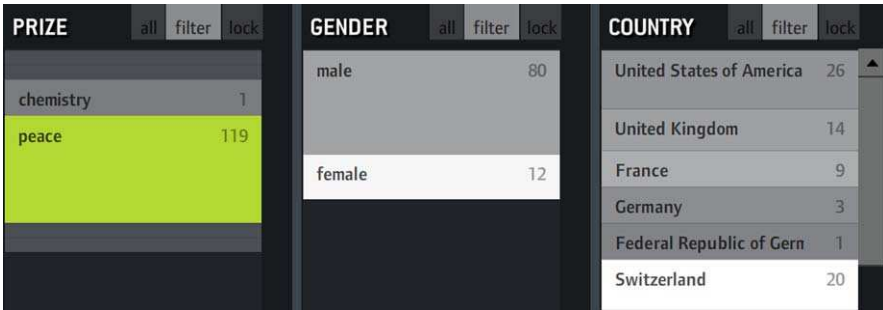 PRIZE all filter lock
chemistry 1
peace 119
GENDER all filter lock
male 80
female 12
COUNTRY all filter lock
United States of America 26
United Kingdom 14
France 9
Germany 3
Federal Republic of Gern 1
Switzerland 20